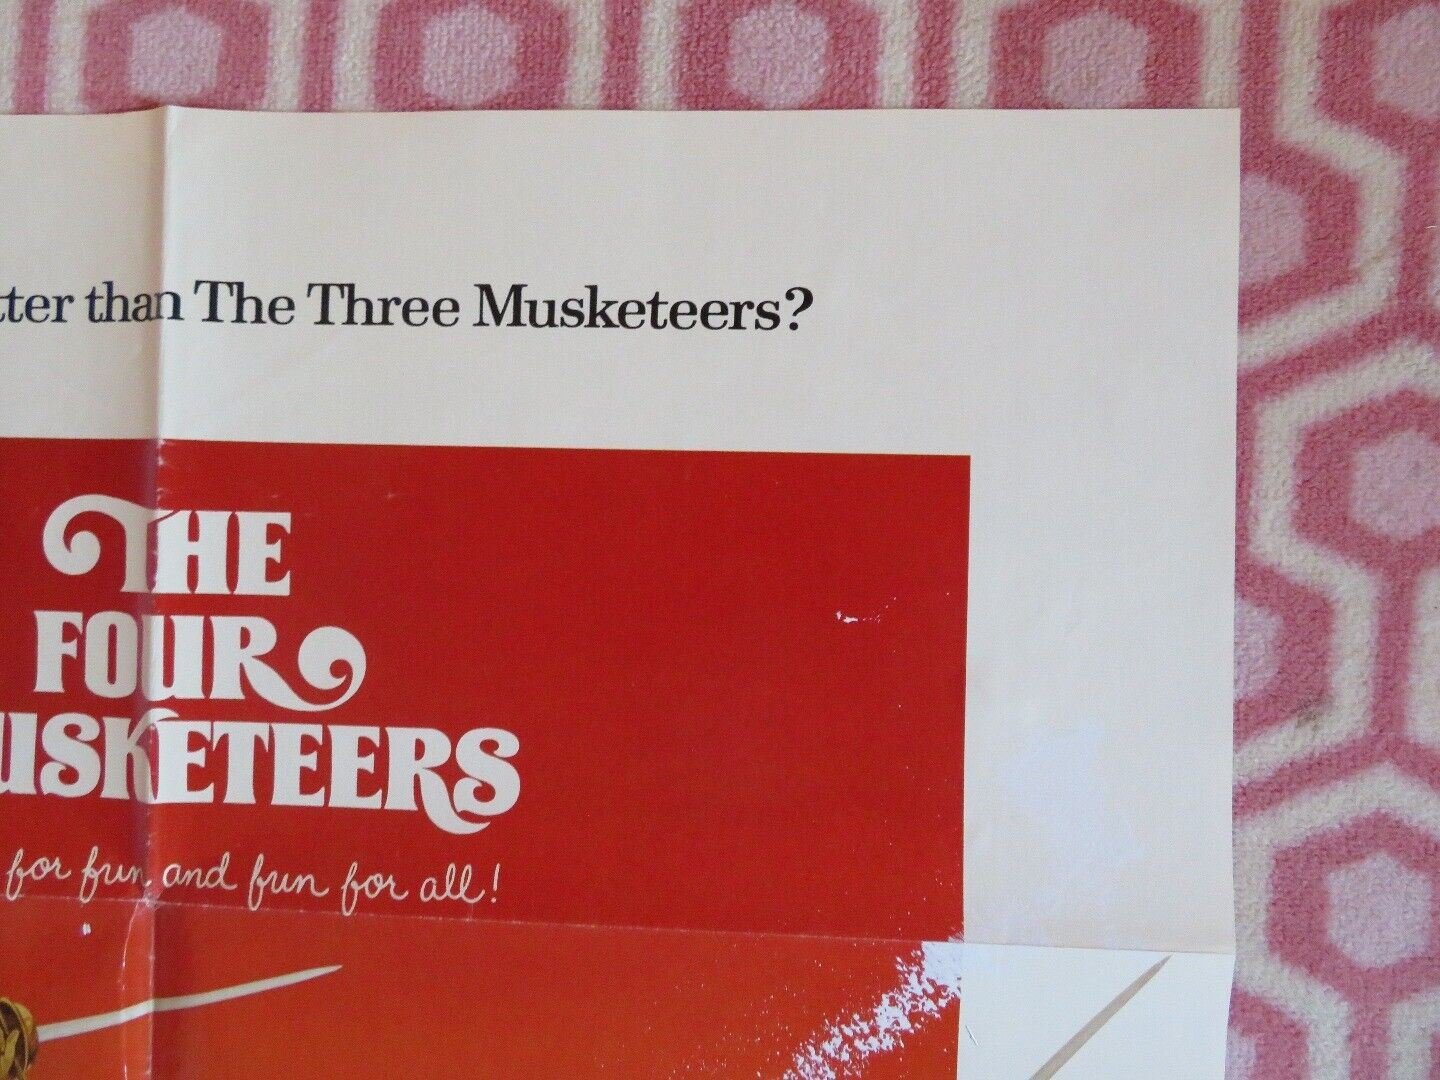 tter than The Three Musketeers?
THE
FOUR
USKETEERS
for fun and fun for all!